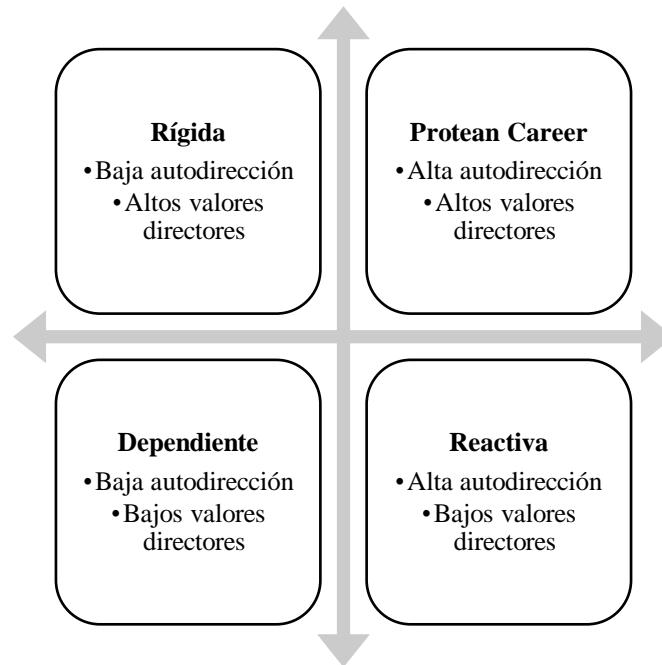 Rígida
•Baja autodirección
•Altos valores
directores
Protean Career
•Alta autodirección
•Altos valores
directores
Dependiente
•Baja autodirección
•Bajos valores
directores
Reactiva
•Alta autodirección
•Bajos valores
directores